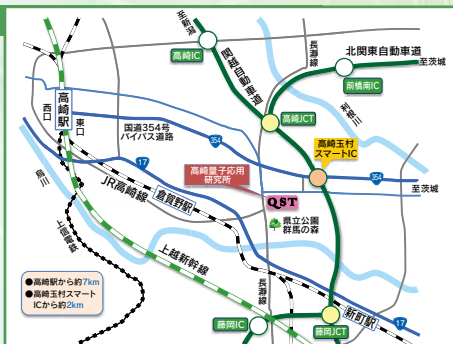 至新潟
高崎IC
関越自動車道
長瀞線
北関東自動車道
至茨城
前橋南IC
利根川
高崎JCT
高崎駅
西口
東口
国道354号
バイパス道路
354
高崎玉村
スマートIC
17
高崎量子応用
研究所
354
至茨城
QST
JR高崎線
倉賀野駅
烏川
県立公園
群馬の森
上信電鉄
上越新幹線
●高崎駅から約7km
●高崎玉村スマート
ICから約2km
長瀞線
新町駅
17
藤岡IC
藤岡JCT